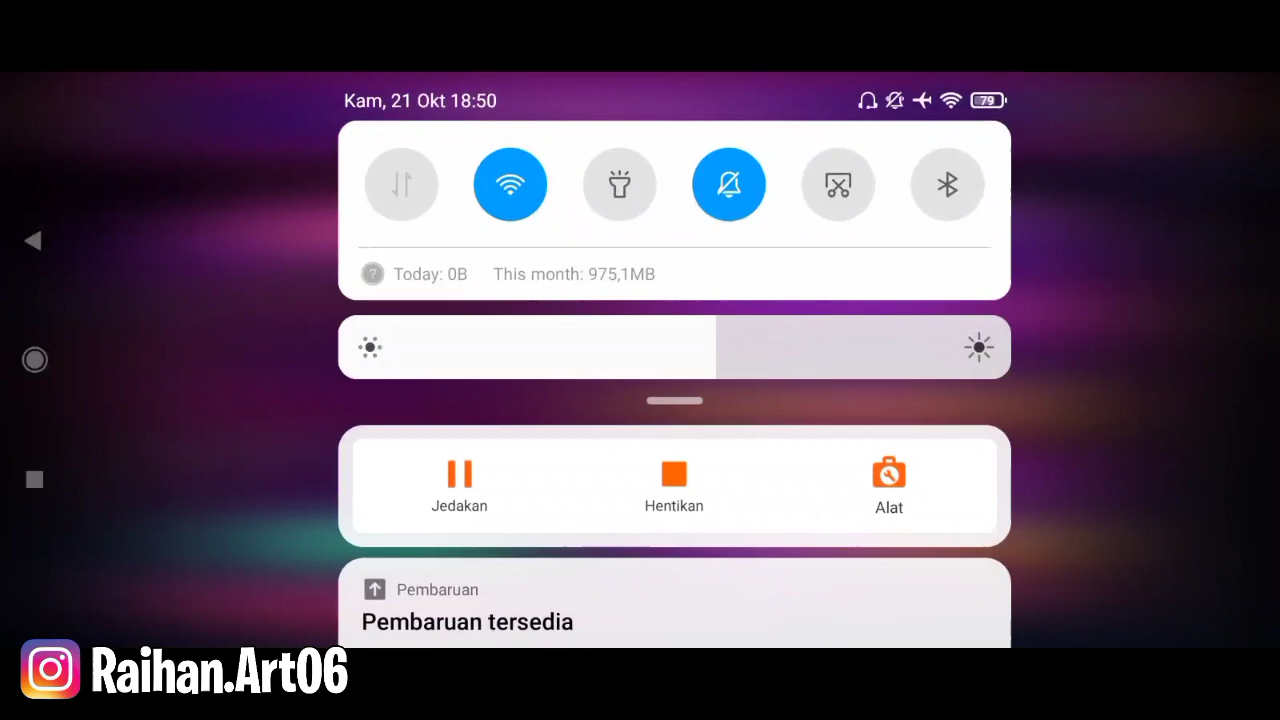 Kam, 21 Okt 18:50
79
Today: 0B This month: 975,1MB
Jedakan Hentikan Alat
Pembaruan
Pembaruan tersedia
Raihan.Art06